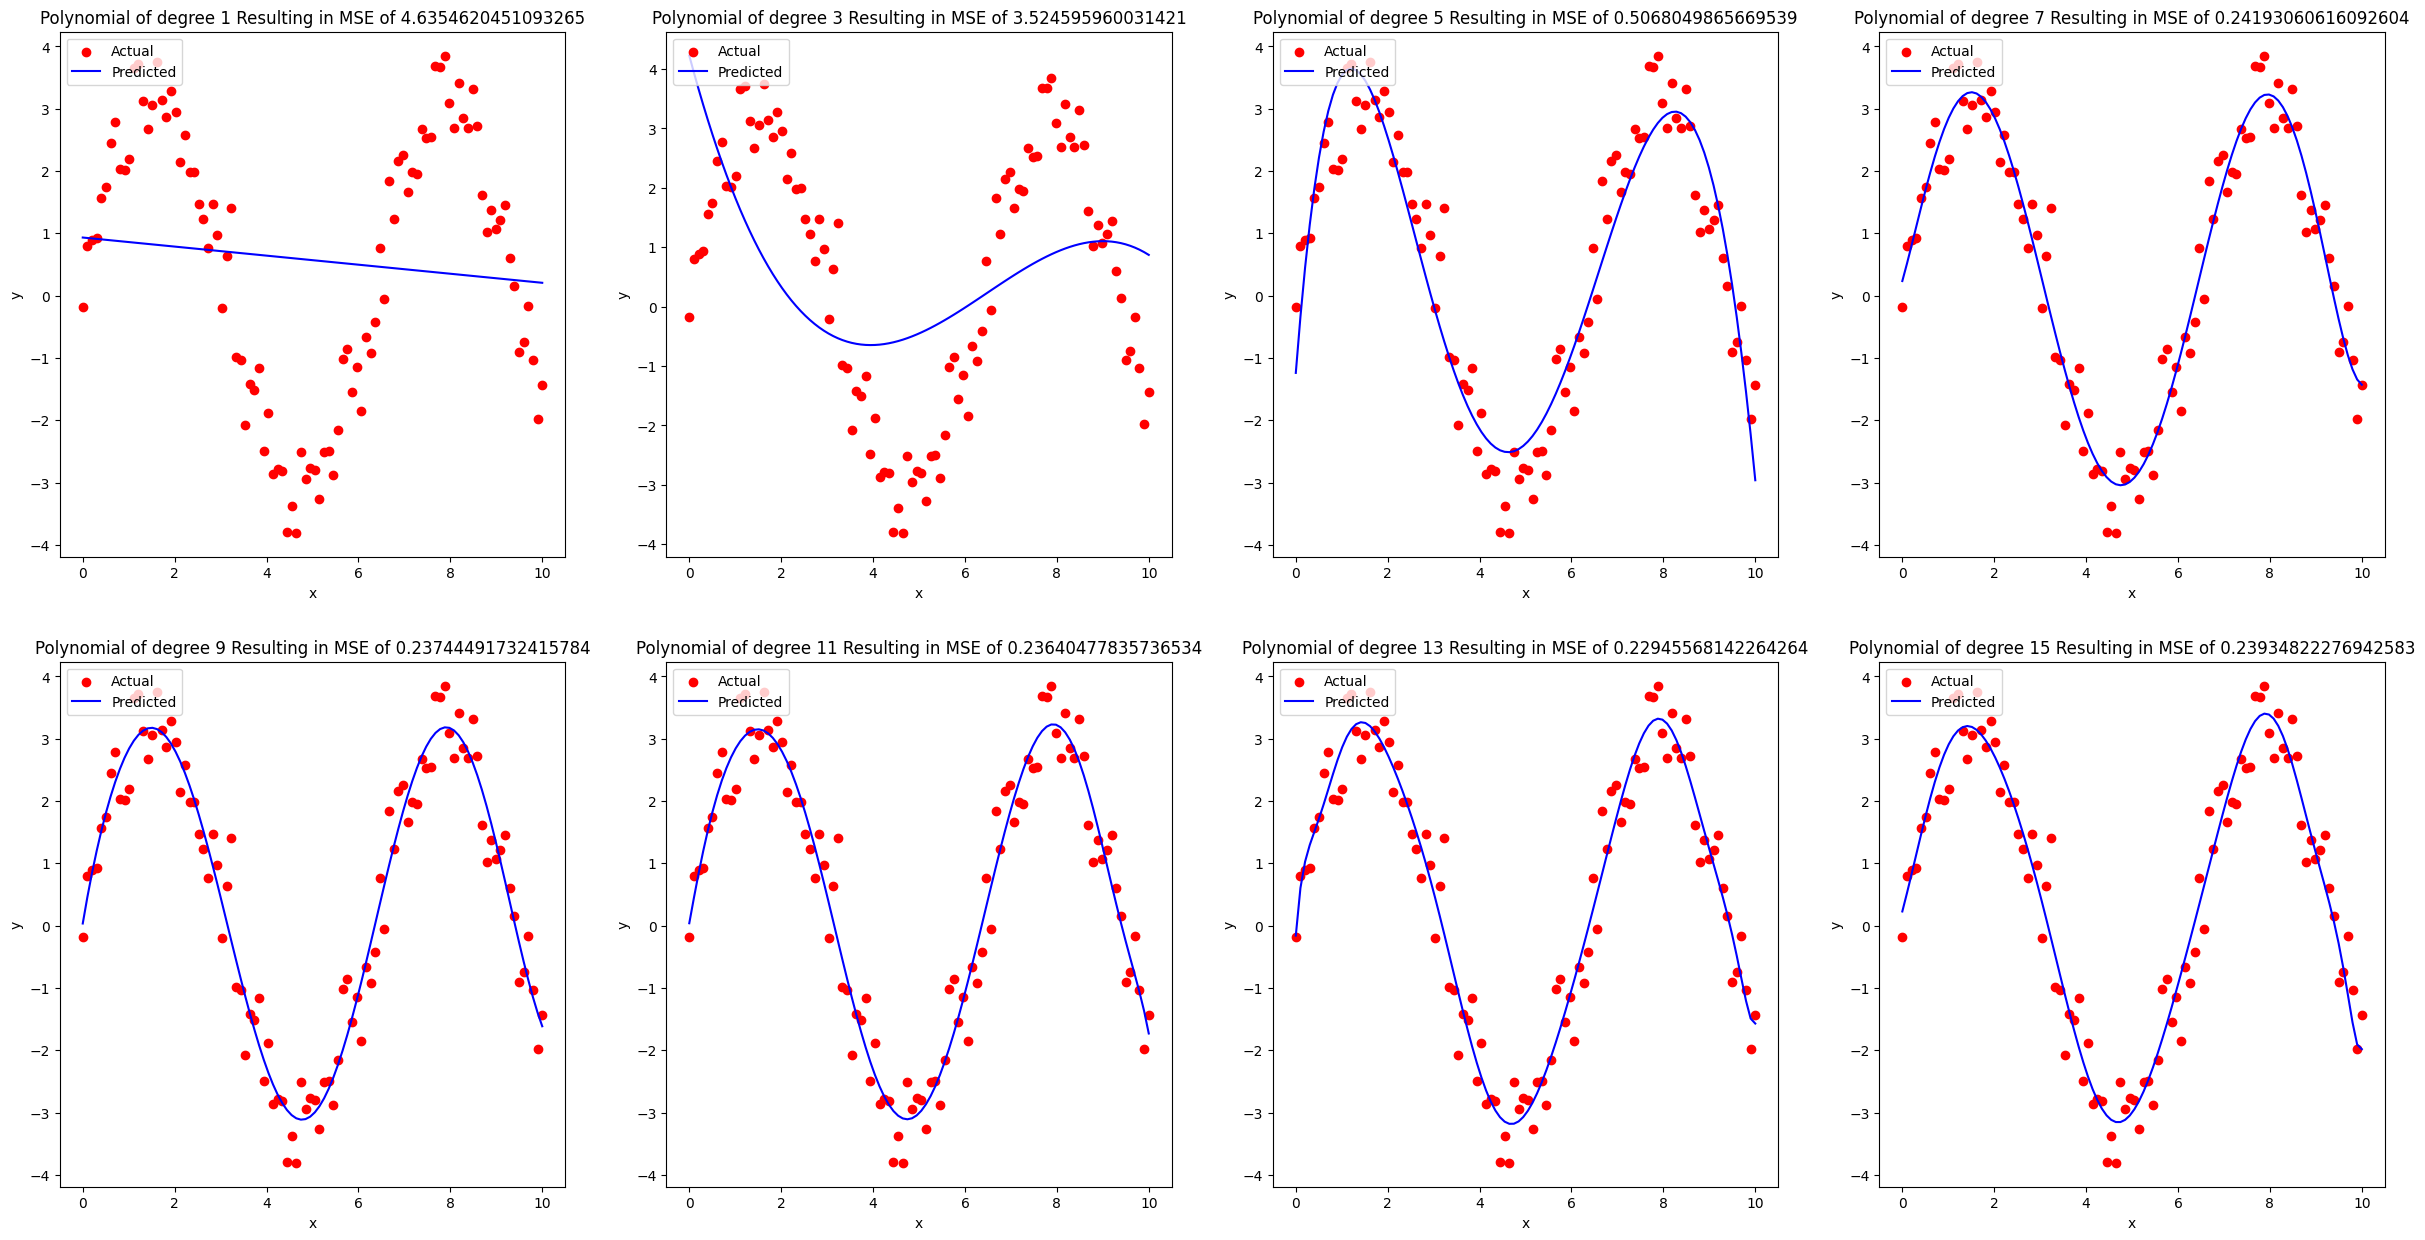 Polynomial of degree 1 Resulting in MSE of 4.6354620451093265
Actual
Predicted
4
3
2
1
0
−1
−2
−3
−4
y
0 2 4 6 8 10
x
Polynomial of degree 3 Resulting in MSE of 3.524595960031421
Actual
Predicted
4
3
2
1
0
−1
−2
−3
−4
y
0 2 4 6 8 10
x
Polynomial of degree 5 Resulting in MSE of 0.5068049865669539
Actual
Predicted
4
3
2
1
0
−1
−2
−3
−4
y
0 2 4 6 8 10
x
Polynomial of degree 7 Resulting in MSE of 0.24193060616092604
Actual
Predicted
4
3
2
1
0
−1
−2
−3
−4
y
0 2 4 6 8 10
x
Polynomial of degree 9 Resulting in MSE of 0.237444491732415784
Actual
Predicted
4
3
2
1
0
−1
−2
−3
−4
y
0 2 4 6 8 10
x
Polynomial of degree 11 Resulting in MSE of 0.236404778357365​34
Actual
Predicted
4
3
2
1
0
−1
−2
−3
−4
y
0 2 4 6 8 10
x
Polynomial of degree 13 Resulting in MSE of 0.22945568142264264
Actual
Predicted
4
3
2
1
0
−1
−2
−3
−4
y
0 2 4 6 8 10
x
Polynomial of degree 15 Resulting in MSE of 0.23934822276942583
Actual
Predicted
4
3
2
1
0
−1
−2
−3
−4
y
0 2 4 6 8 10
x